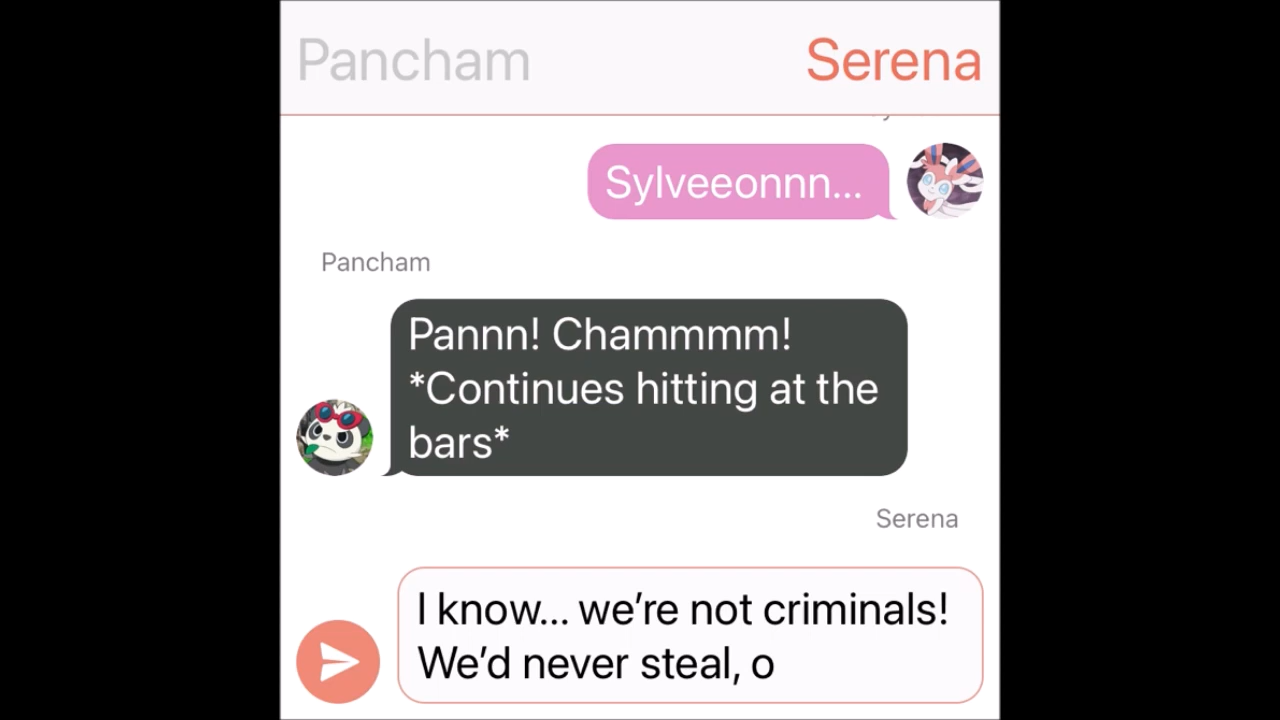 Pancham Serena
Sylveeonnn...
Pancham
Pannn! Chammmm!
*Continues hitting at the
bars*
Serena
I know... we’re not criminals!
We’d never steal, o